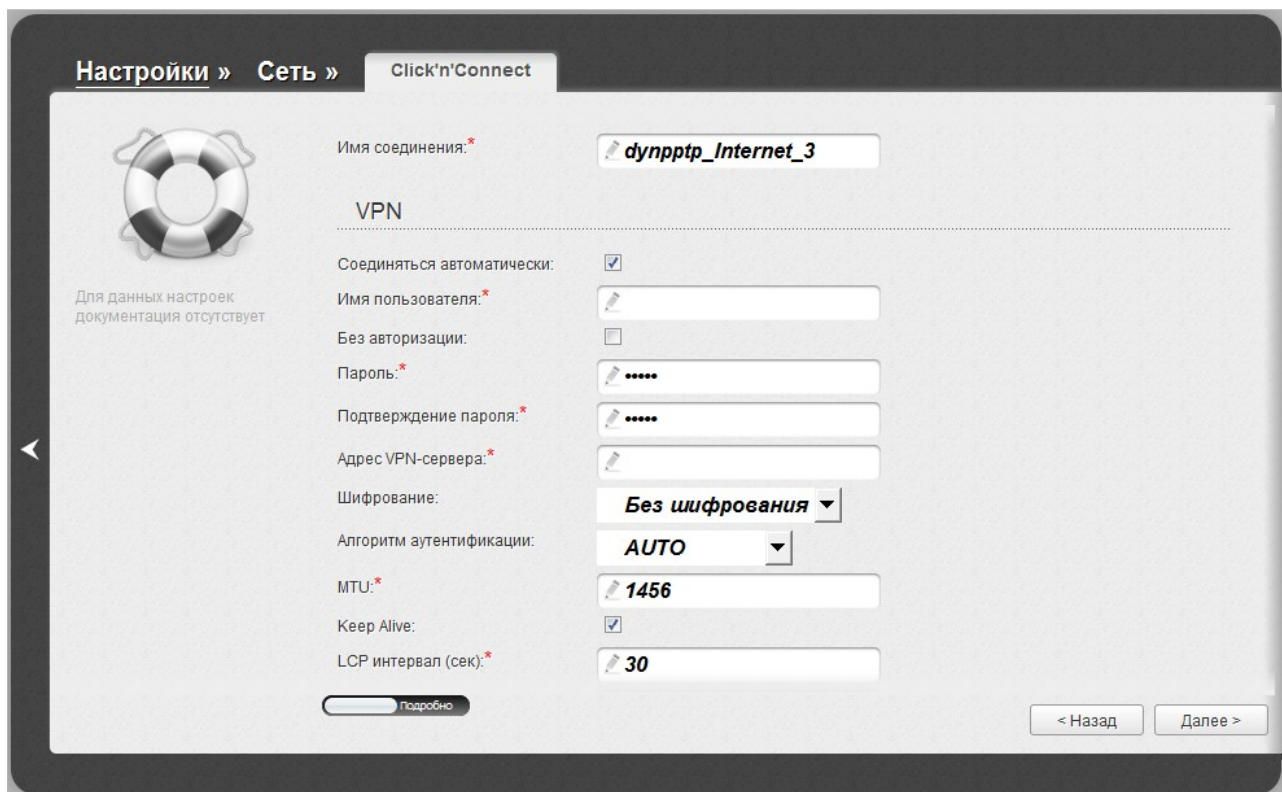 Настройки » Сеть » Click'n'Connect
Имя соединения:* dynpptp_Internet_3
VPN
Для данных настроек
документация отсутствует
Соединяться автоматически:
Имя пользователя:*
Без авторизации:
Пароль:* •••••
Подтверждение пароля:* •••••
Адрес VPN-сервера:*
Шифрование: Без шифрования
Алгоритм аутентификации: AUTO
MTU:* 1456
Keep Alive:
LCP интервал (сек):* 30
Подробно
< Назад Далее >